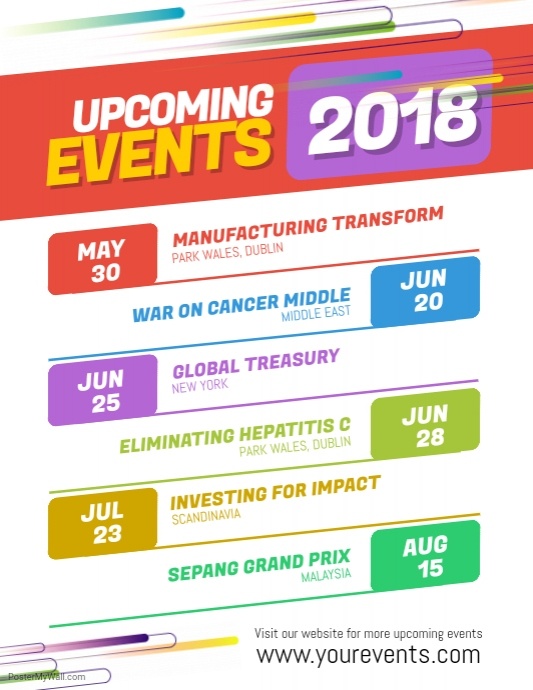 UPCOMING
EVENTS
2018
MAY
30
MANUFACTURING TRANSFORM
PARK WALES, DUBLIN
WAR ON CANCER MIDDLE
MIDDLE EAST
JUN
20
JUN
25
GLOBAL TREASURY
NEW YORK
ELIMINATING HEPATITIS C
PARK WALES, DUBLIN
JUN
28
JUL
23
INVESTING FOR IMPACT
SCANDINAVIA
SEPANG GRAND PRIX
MALAYSIA
AUG
15
Visit our website for more upcoming events
www.yourevents.com
PosterMyWall.com